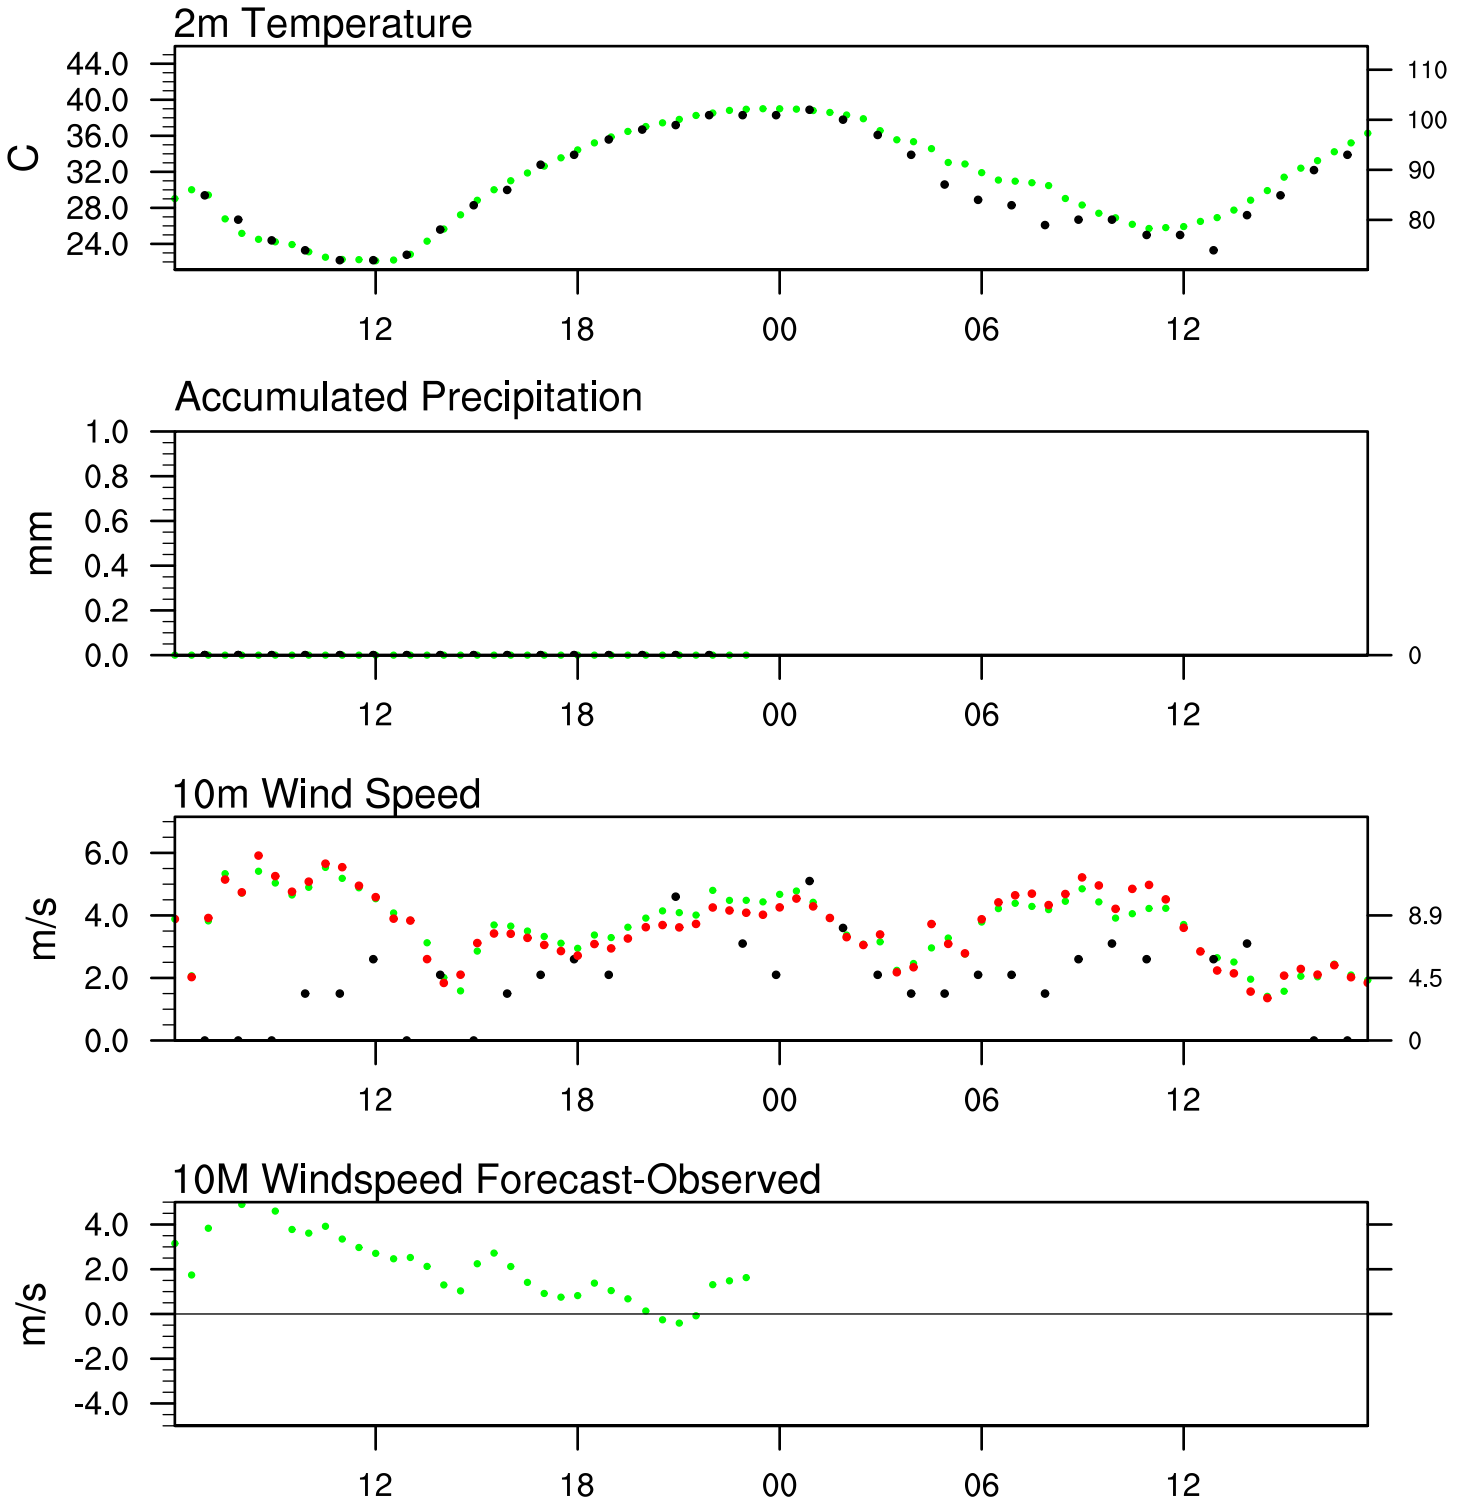 2m Temperature
44.0
40.0
36.0
32.0
28.0
24.0
C
110
100
90
80
12 18 00 06 12
Accumulated Precipitation
1.0
0.8
0.6
0.4
0.2
0.0
mm
0
12 18 00 06 12
10m Wind Speed
6.0
4.0
2.0
0.0
m/s
8.9
4.5
0
12 18 00 06 12
10M Windspeed Forecast-Observed
4.0
2.0
0.0
-2.0
-4.0
m/s
12 18 00 06 12